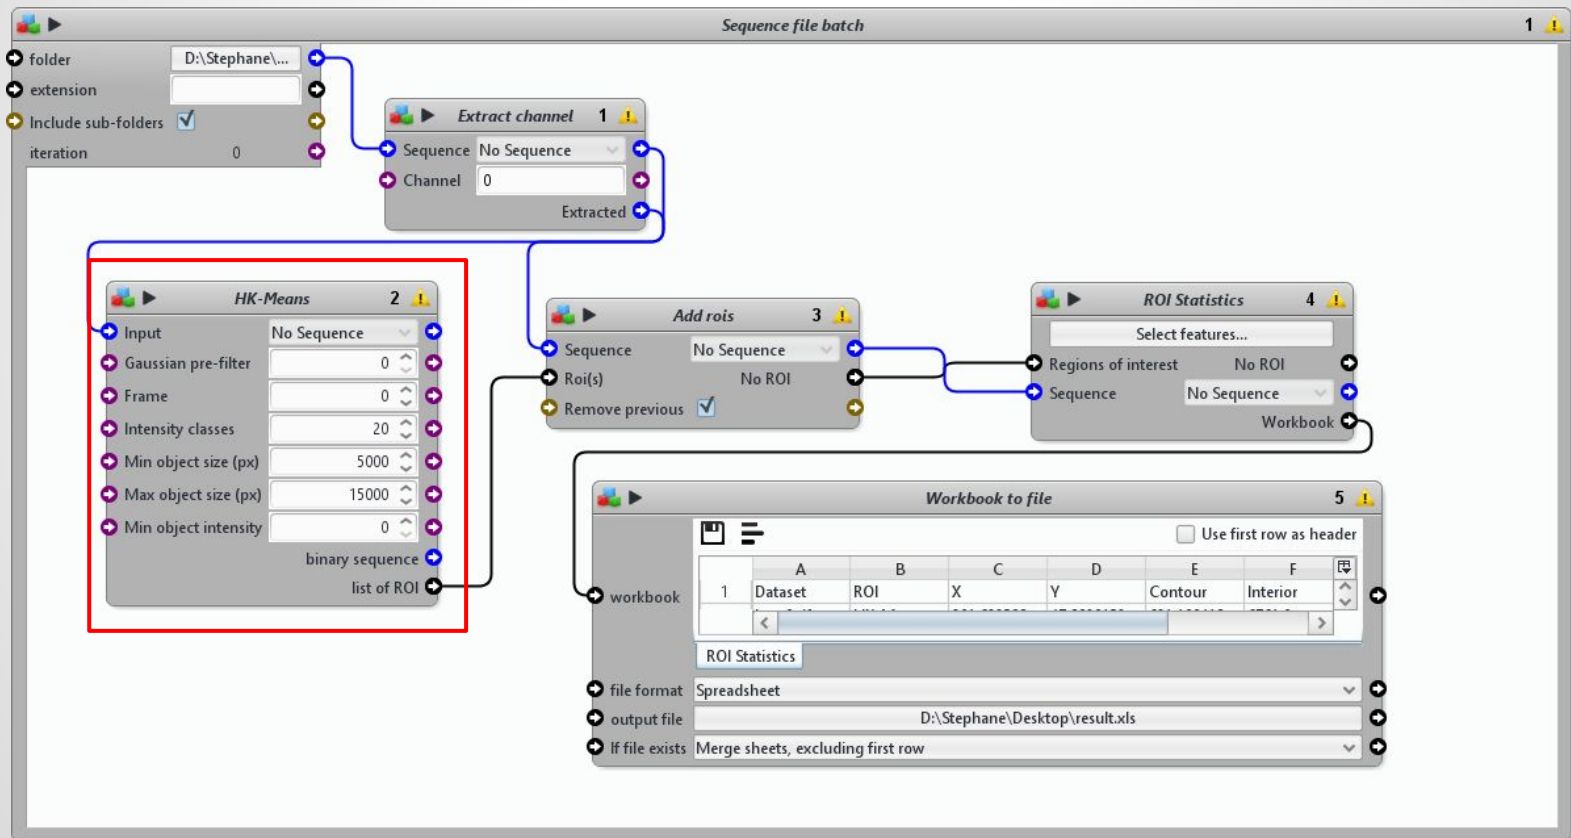 Sequence file batch 1
folder D:\Stephane\...
extension
Include sub-folders
iteration 0
Extract channel 1
Sequence No Sequence
Channel 0
Extracted
HK-Means 2
Input No Sequence
Gaussian pre-filter 0
Frame 0
Intensity classes 20
Min object size (px) 5000
Max object size (px) 15000
Min object intensity 0
binary sequence
list of ROI
Add rois 3
Sequence No Sequence
Roi(s) No ROI
Remove previous
ROI Statistics 4
Select features...
Regions of interest No ROI
Sequence No Sequence
Workbook
Workbook to file 5
Use first row as header
A B C D E F
workbook 1 Dataset ROI X Y Contour Interior
ROI Statistics
file format Spreadsheet
output file D:\Stephane\Desktop\result.xls
If file exists Merge sheets, excluding first row